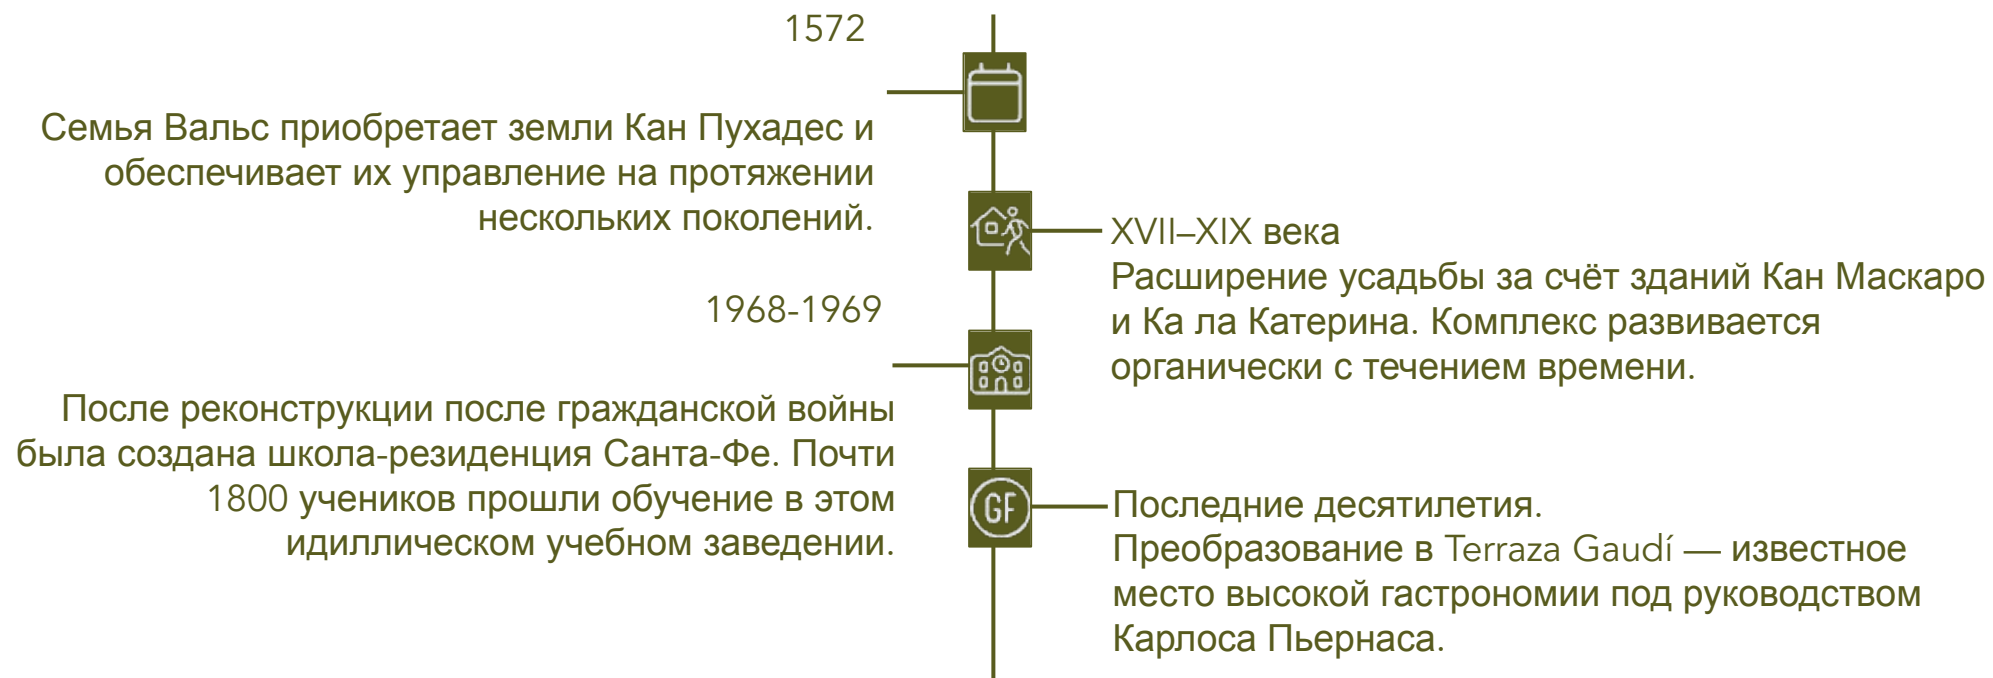 1572
Семья Вальс приобретает земли Кан Пухадес и
обеспечивает их управление на протяжении
нескольких поколений.
XVII–XIX века
Расширение усадьбы за счёт зданий Кан Маскаро
и Ка ла Катерина. Комплекс развивается
органически с течением времени.
1968-1969
После реконструкции после гражданской войны
была создана школа-резиденция Санта-Фе. Почти
1800 учеников прошли обучение в этом
идиллическом учебном заведении.
GF
Последние десятилетия.
Преобразование в Terraza Gaudí — известное
место высокой гастрономии под руководством
Карлоса Пьернаса.